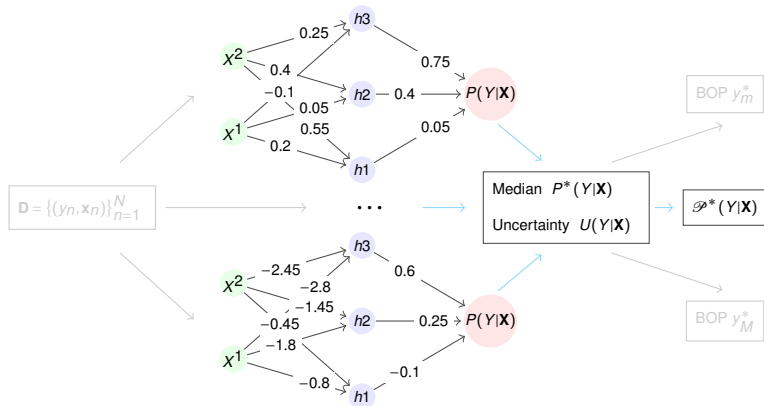 h3
0.25
0.75
X²
0.4
−0.1
h2
0.4
P(Y|X)
BOP y*ₘ
0.05
X¹
0.55
0.2
0.05
h1
D = {(yₙ, xₙ)}ᴺₙ₌₁
...
Median P*(Y|X)
Uncertainty U(Y|X)
𝒫*(Y|X)
h3
−2.45
0.6
X²
−2.8
−1.45
−0.45
h2
0.25
P(Y|X)
BOP y*_M
X¹
−1.8
−0.8
−0.1
h1